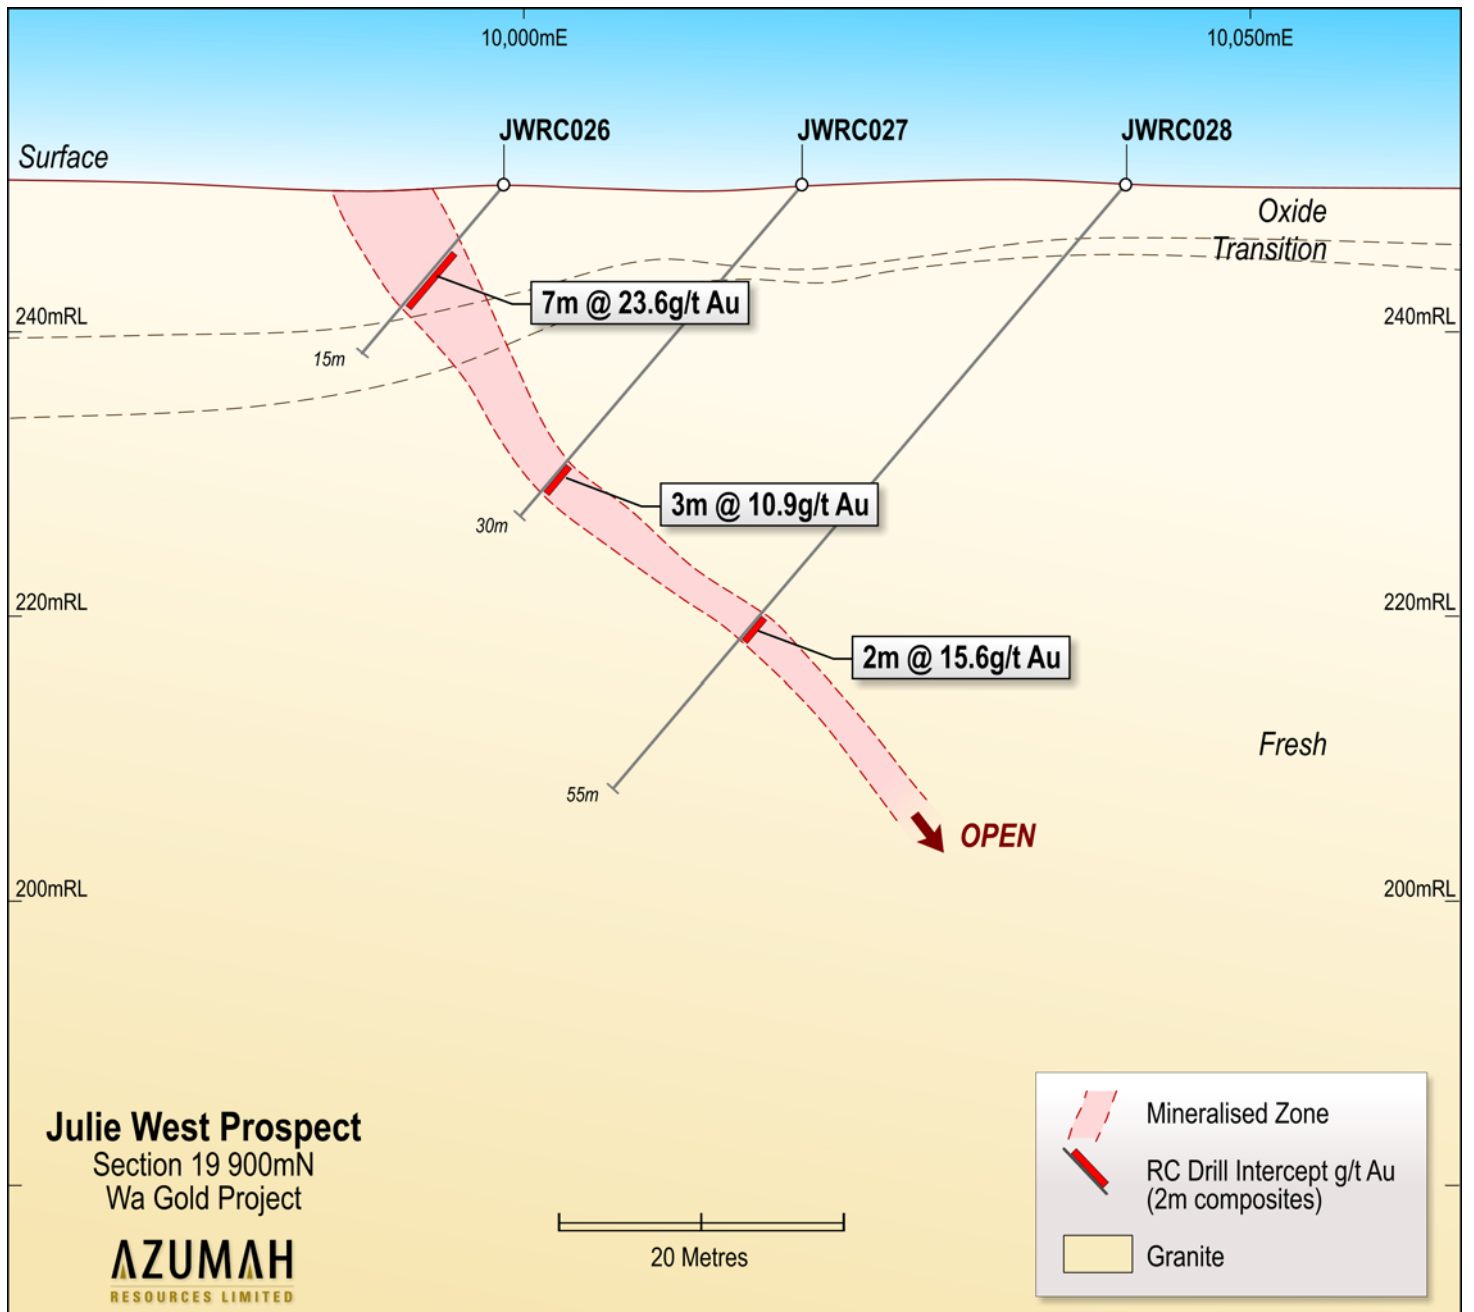 10,000mE
10,050mE
JWRC026
JWRC027
JWRC028
Surface
Oxide
Transition
7m @ 23.6g/t Au
240mRL
240mRL
15m
3m @ 10.9g/t Au
30m
220mRL
220mRL
2m @ 15.6g/t Au
Fresh
55m
OPEN
200mRL
200mRL
Julie West Prospect
Section 19 900mN
Wa Gold Project
AZUMAH
RESOURCES LIMITED
20 Metres
Mineralised Zone
RC Drill Intercept g/t Au
(2m composites)
Granite